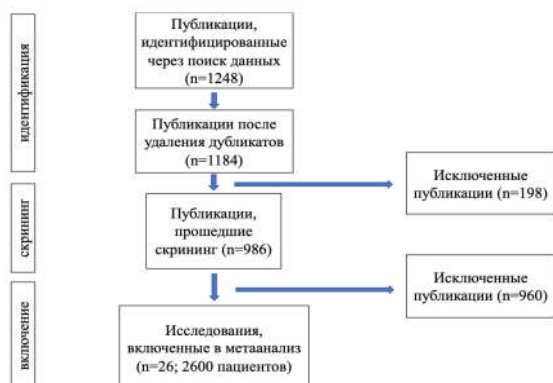 идентификация
Публикации,
идентифицированные
через поиск данных
(n=1248)
Публикации после
удаления дубликатов
(n=1184)
Исключенные
публикации (n=198)
скрининг
Публикации,
прошедшие
скрининг (n=986)
Исключенные
публикации (n=960)
включение
Исследования,
включенные в метаанализ
(n=26; 2600 пациентов)